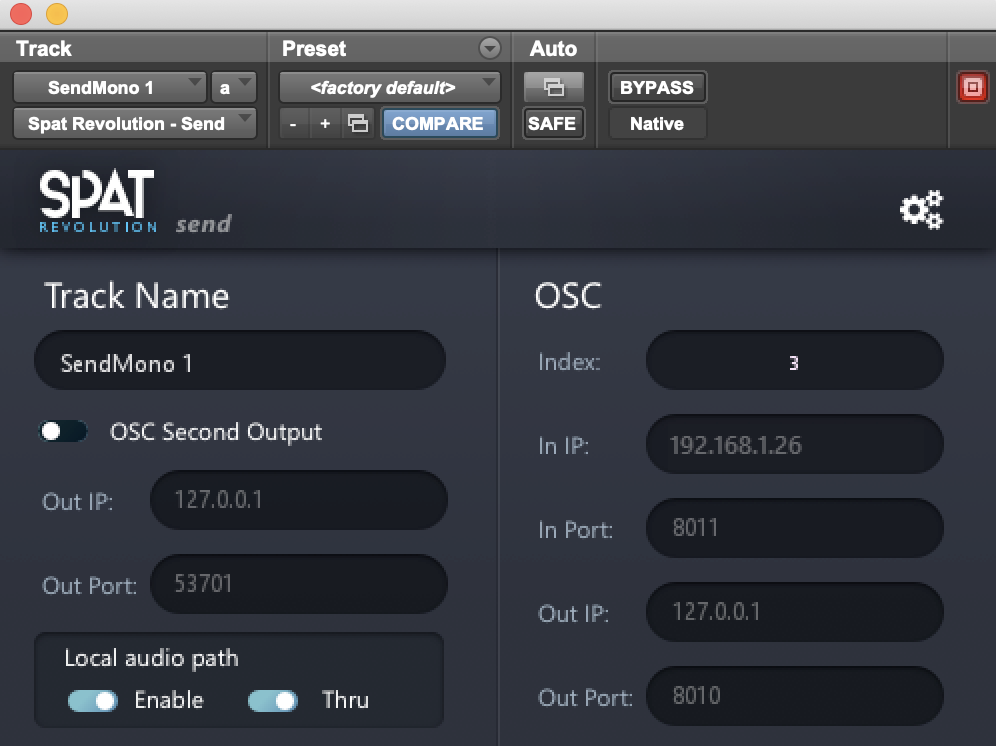 Track
Preset
Auto
SendMono 1
a
<factory default>
BYPASS
Spat Revolution - Send
- + COMPARE
SAFE
Native
SPAT
REVOLUTION send
Track Name
SendMono 1
OSC Second Output
Out IP: 127.0.0.1
Out Port: 53701
Local audio path
Enable Thru
OSC
Index: 3
In IP: 192.168.1.26
In Port: 8011
Out IP: 127.0.0.1
Out Port: 8010